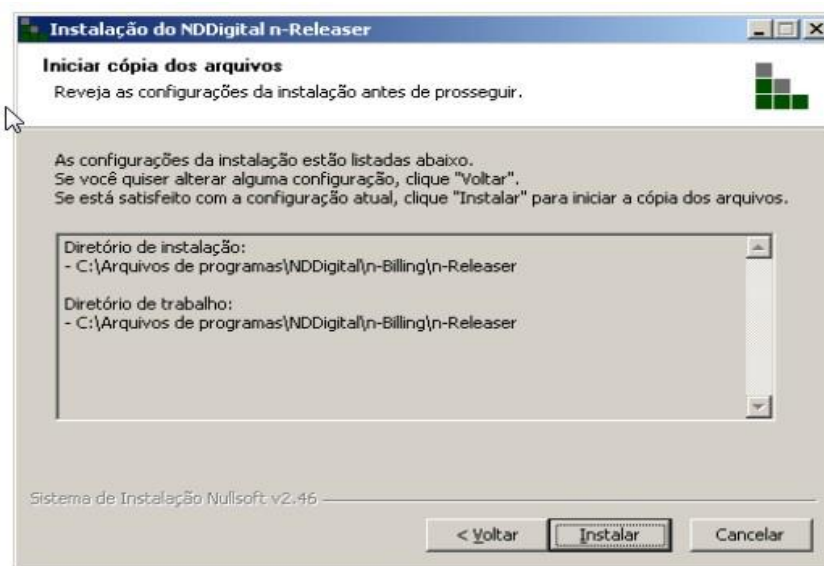 Instalação do NDDigital n-Releaser
Iniciar cópia dos arquivos
Reveja as configurações da instalação antes de prosseguir.
As configurações da instalação estão listadas abaixo.
Se você quiser alterar alguma configuração, clique "Voltar".
Se está satisfeito com a configuração atual, clique "Instalar" para iniciar a cópia dos arquivos.
Diretório de instalação:
- C:\Arquivos de programas\NDDigital\n-Billing\n-Releaser
Diretório de trabalho:
- C:\Arquivos de programas\NDDigital\n-Billing\n-Releaser
Sistema de Instalação Nullsoft v2.46
< Voltar
Instalar
Cancelar